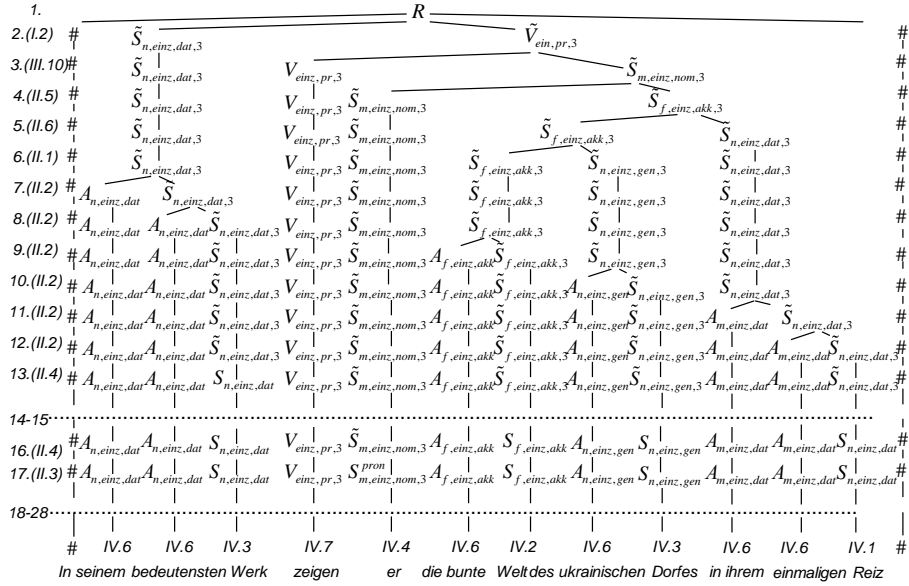 1. R
2.(I.2) # S̃n,einz,dat,3 Ṽein,pr,3 #
3.(III.10) # S̃n,einz,dat,3 Veinz,pr,3 S̃m,einz,nom,3 #
4.(II.5) # S̃n,einz,dat,3 Veinz,pr,3 S̃m,einz,nom,3 S̃f,einz,akk,3 #
5.(II.6) # S̃n,einz,dat,3 Veinz,pr,3 S̃m,einz,nom,3 S̃f,einz,akk,3 S̃n,einz,dat,3 #
6.(II.1) # S̃n,einz,dat,3 Veinz,pr,3 S̃m,einz,nom,3 S̃f,einz,akk,3 S̃n,einz,gen,3 S̃n,einz,dat,3 #
7.(II.2) # An,einz,dat S̃n,einz,dat,3 Veinz,pr,3 S̃m,einz,nom,3 S̃f,einz,akk,3 S̃n,einz,gen,3 S̃n,einz,dat,3 #
8.(II.2) # An,einz,dat An,einz,dat S̃n,einz,dat,3 Veinz,pr,3 S̃m,einz,nom,3 S̃f,einz,akk,3 S̃n,einz,gen,3 S̃n,einz,dat,3 #
9.(II.2) # An,einz,dat An,einz,dat S̃n,einz,dat,3 Veinz,pr,3 S̃m,einz,nom,3 Af,einz,akk S̃f,einz,akk,3 S̃n,einz,gen,3 S̃n,einz,dat,3 #
10.(II.2) # An,einz,dat An,einz,dat S̃n,einz,dat,3 Veinz,pr,3 S̃m,einz,nom,3 Af,einz,akk S̃f,einz,akk,3 An,einz,gen S̃n,einz,gen,3 S̃n,einz,dat,3 #
11.(II.2) # An,einz,dat An,einz,dat S̃n,einz,dat,3 Veinz,pr,3 S̃m,einz,nom,3 Af,einz,akk S̃f,einz,akk,3 An,einz,gen S̃n,einz,gen,3 Am,einz,dat S̃n,einz,dat,3 #
12.(II.2) # An,einz,dat An,einz,dat S̃n,einz,dat,3 Veinz,pr,3 S̃m,einz,nom,3 Af,einz,akk S̃f,einz,akk,3 An,einz,gen S̃n,einz,gen,3 Am,einz,dat Am,einz,dat S̃n,einz,dat,3 #
13.(II.4) # An,einz,dat An,einz,dat Sn,einz,dat Veinz,pr,3 S̃m,einz,nom,3 Af,einz,akk S̃f,einz,akk,3 An,einz,gen S̃n,einz,gen,3 Am,einz,dat Am,einz,dat S̃n,einz,dat,3 #
14-15
16.(II.4) # An,einz,dat An,einz,dat Sn,einz,dat Veinz,pr,3 S̃m,einz,nom,3 Af,einz,akk Sf,einz,akk An,einz,gen Sn,einz,gen Am,einz,dat Am,einz,dat Sn,einz,dat #
17.(II.3) # An,einz,dat An,einz,dat Sn,einz,dat Veinz,pr,3 S pron m,einz,nom,3 Af,einz,akk Sf,einz,akk An,einz,gen Sn,einz,gen Am,einz,dat Am,einz,dat Sn,einz,dat #
18-28
# IV.6 IV.6 IV.3 IV.7 IV.4 IV.6 IV.2 IV.6 IV.3 IV.6 IV.6 IV.1 #
In seinem bedeutensten Werk zeigen er die bunte Welt des ukrainischen Dorfes in ihrem einmaligen Reiz